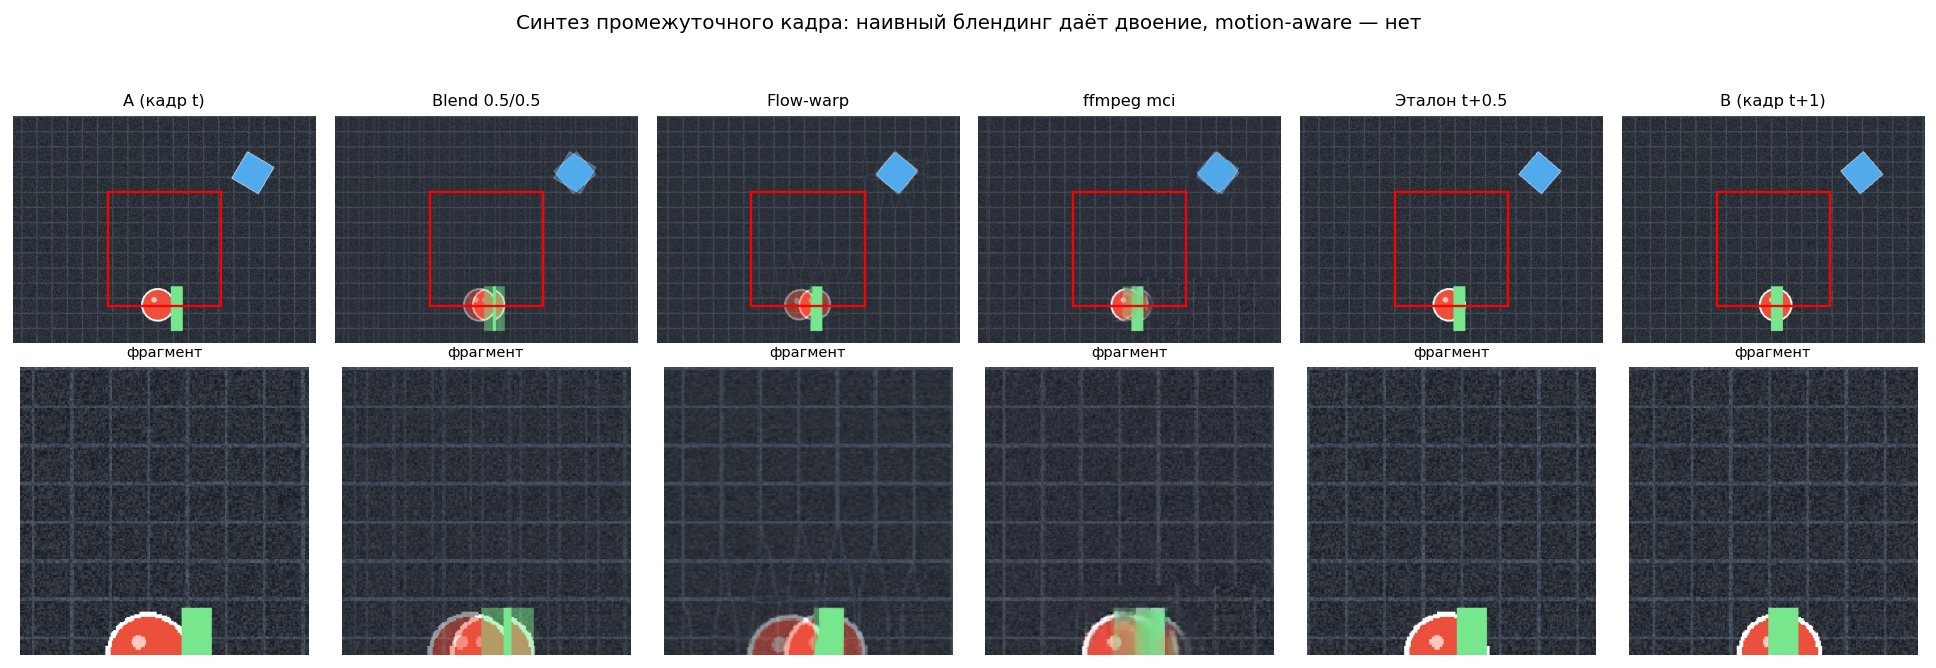 Синтез промежуточного кадра: наивный блендинг даёт двоение, motion-aware — нет
A (кадр t)
Blend 0.5/0.5
Flow-warp
ffmpeg mci
Эталон t+0.5
B (кадр t+1)
фрагмент
фрагмент
фрагмент
фрагмент
фрагмент
фрагмент